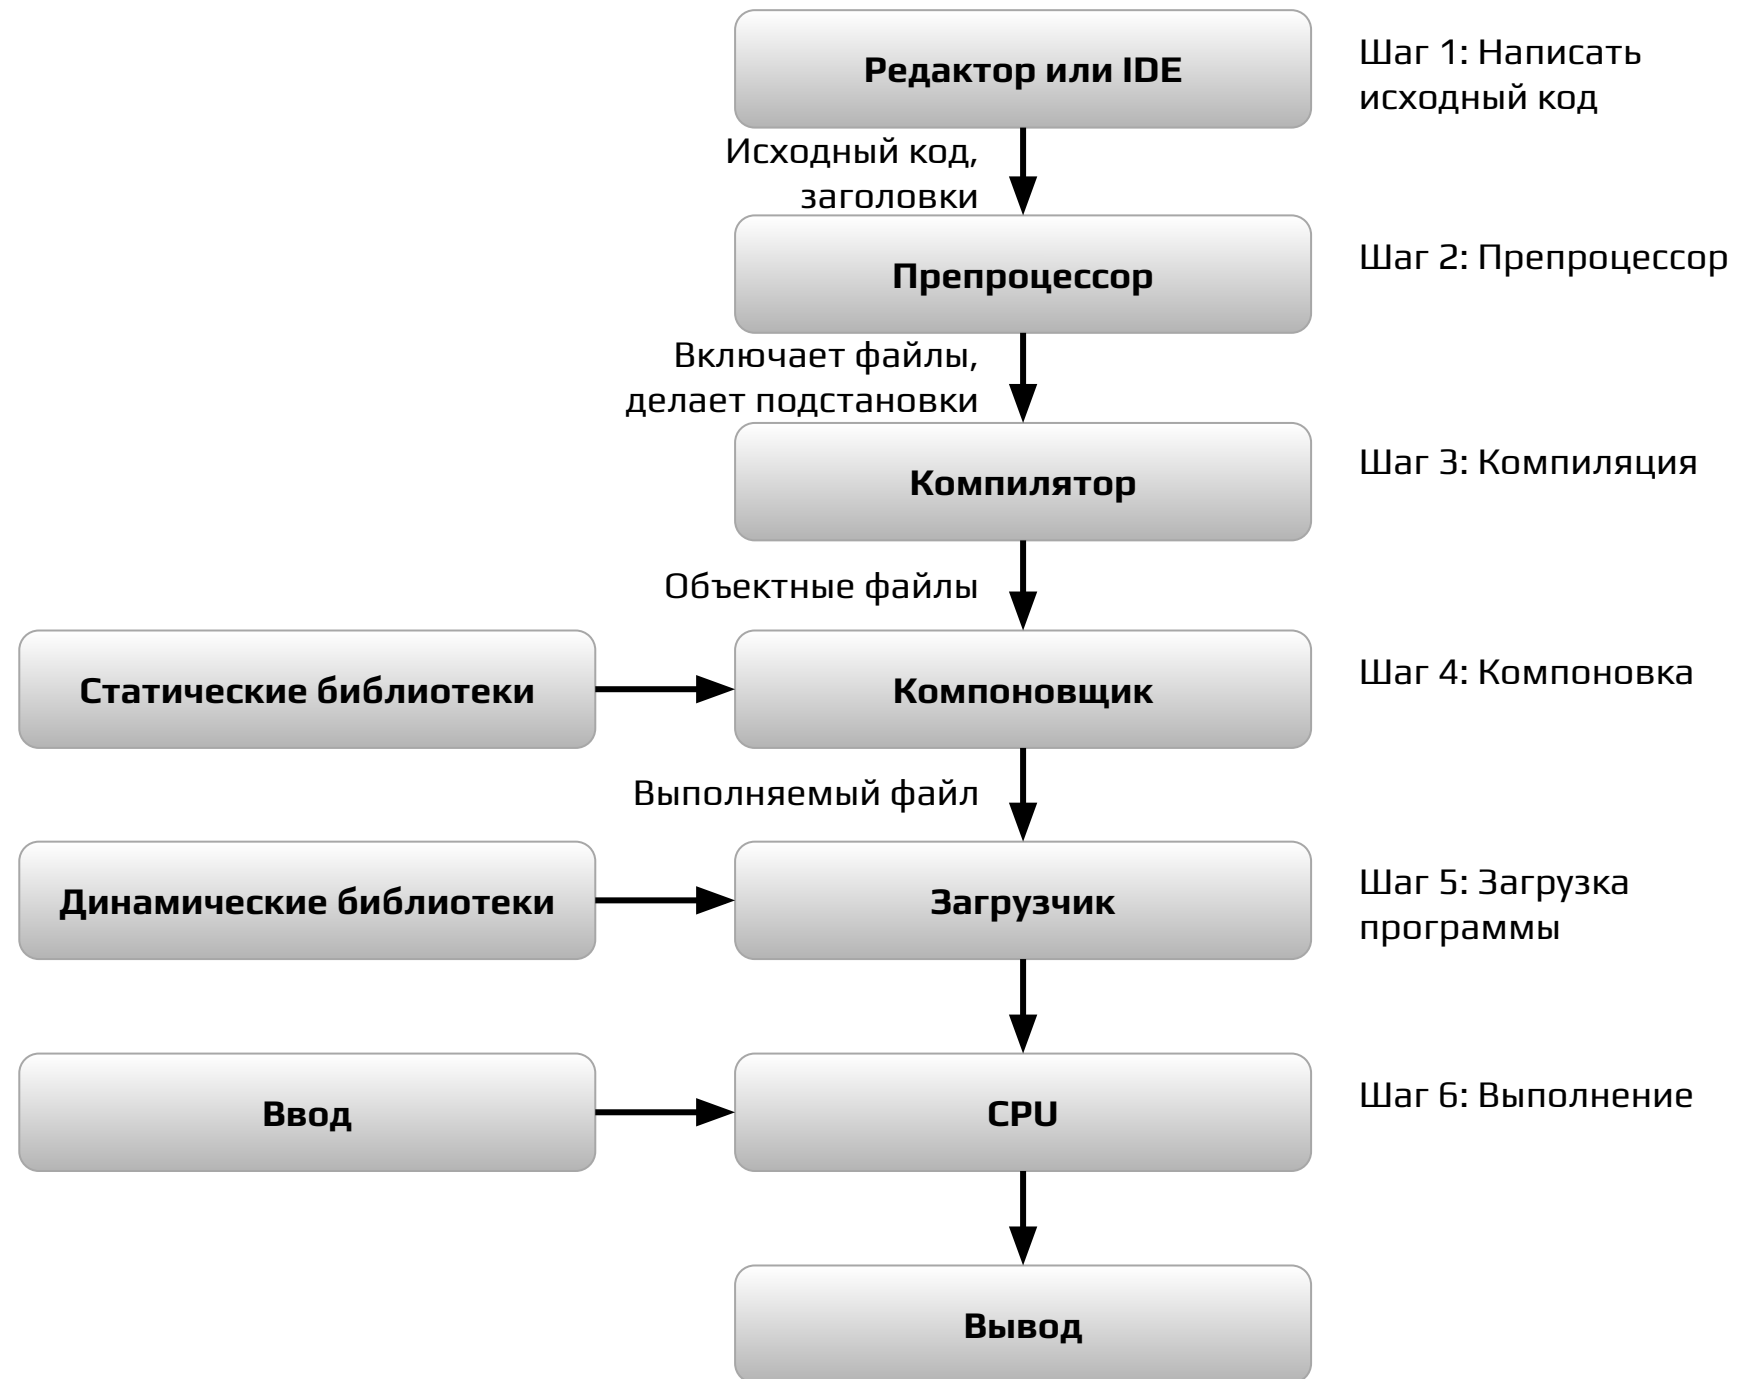 Редактор или IDE
Шаг 1: Написать
исходный код
Исходный код,
заголовки
Препроцессор
Шаг 2: Препроцессор
Включает файлы,
делает подстановки
Компилятор
Шаг 3: Компиляция
Объектные файлы
Статические библиотеки
Компоновщик
Шаг 4: Компоновка
Выполняемый файл
Динамические библиотеки
Загрузчик
Шаг 5: Загрузка
программы
Ввод
CPU
Шаг 6: Выполнение
Вывод